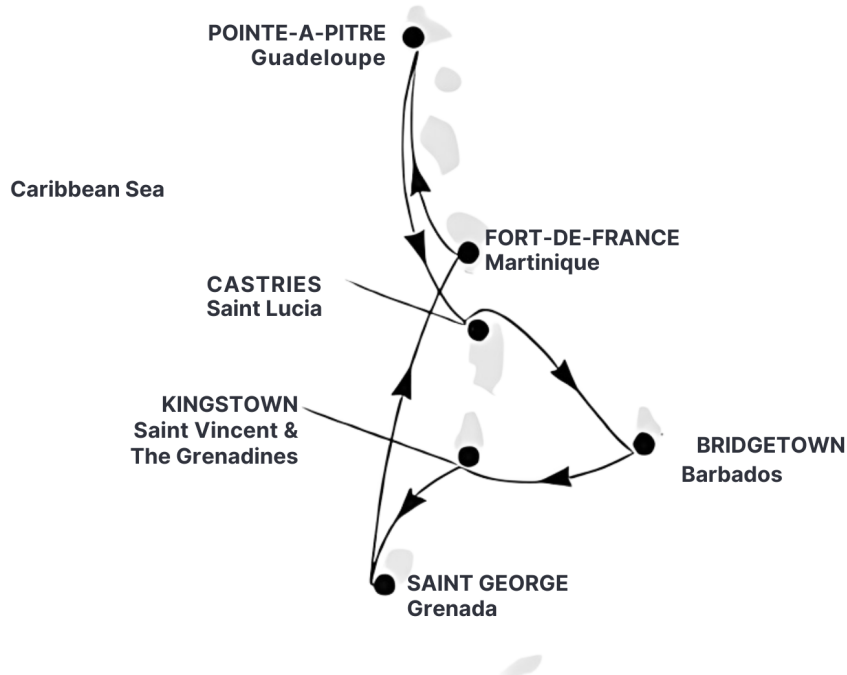 POINTE-A-PITRE
Guadeloupe
Caribbean Sea
FORT-DE-FRANCE
Martinique
CASTRIES
Saint Lucia
KINGSTOWN
Saint Vincent &
The Grenadines
BRIDGETOWN
Barbados
SAINT GEORGE
Grenada